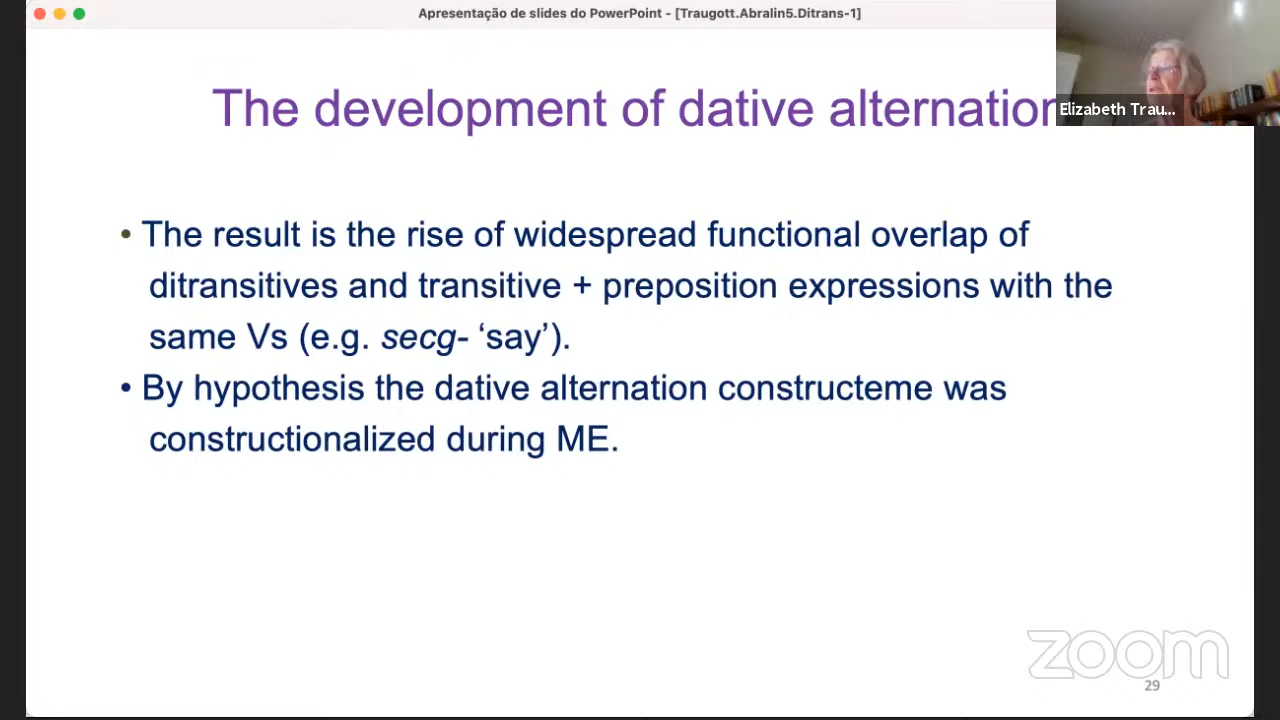 Apresentação de slides do PowerPoint - [Traugott.Abralin5.Ditrans-1]
The development of dative alternation
Elizabeth Trau...
• The result is the rise of widespread functional overlap of
ditransitives and transitive + preposition expressions with the
same Vs (e.g. secg- ‘say’).
• By hypothesis the dative alternation constructeme was
constructionalized during ME.
zoom
29